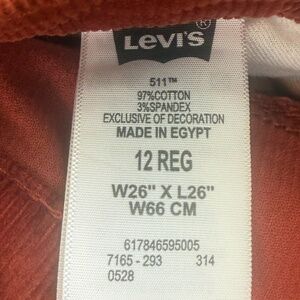 LEVI'S®
511™
97%COTTON
3%SPANDEX
EXCLUSIVE OF DECORATION
MADE IN EGYPT
12 REG
W26" X L26"
W66 CM
617846595005
7165 - 293 314
0528